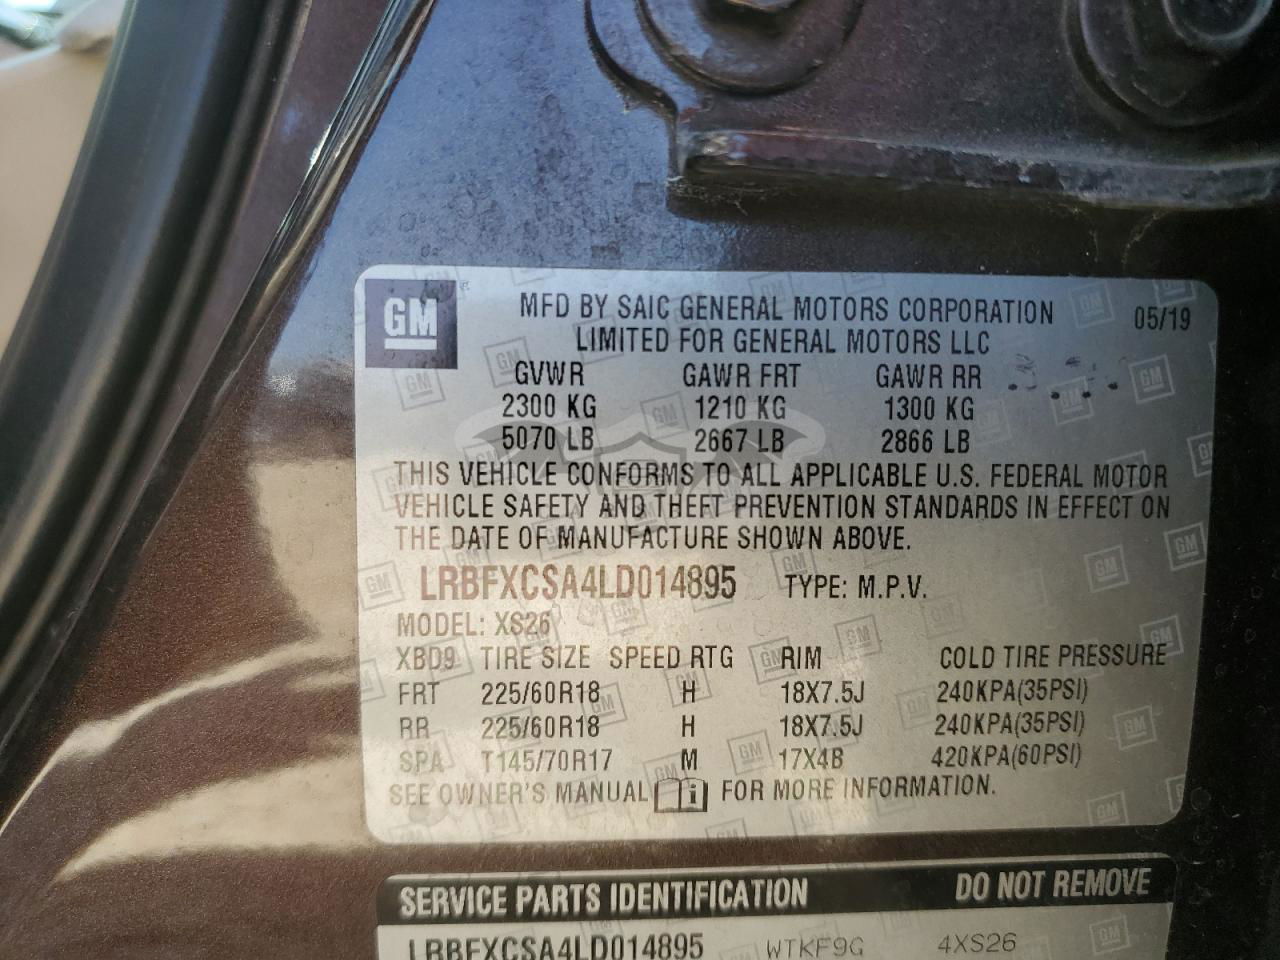 GM
MFD BY SAIC GENERAL MOTORS CORPORATION 05/19
LIMITED FOR GENERAL MOTORS LLC
GVWR GAWR FRT GAWR RR
2300 KG 1210 KG 1300 KG
5070 LB 2667 LB 2866 LB
THIS VEHICLE CONFORMS TO ALL APPLICABLE U.S. FEDERAL MOTOR
VEHICLE SAFETY AND THEFT PREVENTION STANDARDS IN EFFECT ON
THE DATE OF MANUFACTURE SHOWN ABOVE.
LRBFXCSA4LD014895 TYPE: M.P.V.
MODEL: XS26
XBD9 TIRE SIZE SPEED RTG RIM COLD TIRE PRESSURE
FRT 225/60R18 H 18X7.5J 240KPA(35PSI)
RR 225/60R18 H 18X7.5J 240KPA(35PSI)
SPA T145/70R17 M 17X4B 420KPA(60PSI)
SEE OWNER'S MANUAL i FOR MORE INFORMATION.
SERVICE PARTS IDENTIFICATION DO NOT REMOVE
LRBFXCSA4LD014895 WTKF9G 4XS26